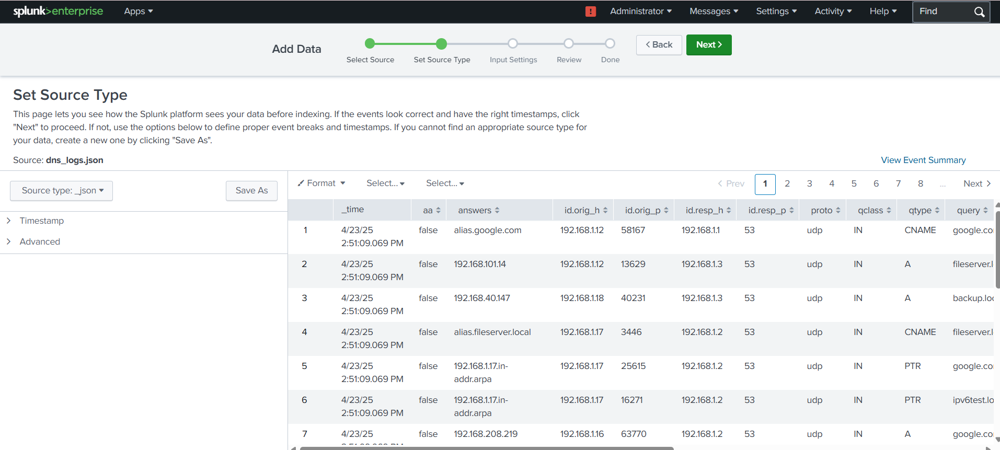 splunk>enterprise Apps Administrator Messages Settings Activity Help Find
Add Data
Select Source Set Source Type Input Settings Review Done
Back Next
Set Source Type
This page lets you see how the Splunk platform sees your data before indexing. If the events look correct and have the right timestamps, click
"Next" to proceed. If not, use the options below to define proper event breaks and timestamps. If you cannot find an appropriate source type for
your data, create a new one by clicking "Save As".
Source: dns_logs.json
View Event Summary
Source type: _json Save As
Timestamp
Advanced
Format Select... Select... Prev 1 2 3 4 5 6 7 8 ... Next
_time aa answers id.orig_h id.orig_p id.resp_h id.resp_p proto qclass qtype query
1 4/23/25 false alias.google.com 192.168.1.12 58167 192.168.1.1 53 udp IN CNAME google.co
2:51:09.069 PM
2 4/23/25 false 192.168.101.14 192.168.1.12 13629 192.168.1.3 53 udp IN A fileserver.l
2:51:09.069 PM
3 4/23/25 false 192.168.40.147 192.168.1.18 40231 192.168.1.3 53 udp IN A backup.loc
2:51:09.069 PM
4 4/23/25 false alias.fileserver.local 192.168.1.17 3446 192.168.1.2 53 udp IN CNAME fileserver.l
2:51:09.069 PM
5 4/23/25 false 192.168.1.17.in- 192.168.1.17 25615 192.168.1.2 53 udp IN PTR google.co
2:51:09.069 PM addr.arpa
6 4/23/25 false 192.168.1.17.in- 192.168.1.17 16271 192.168.1.2 53 udp IN PTR ipv6test.lo
2:51:09.069 PM addr.arpa
7 4/23/25 false 192.168.208.219 192.168.1.16 63770 192.168.1.2 53 udp IN A google.co